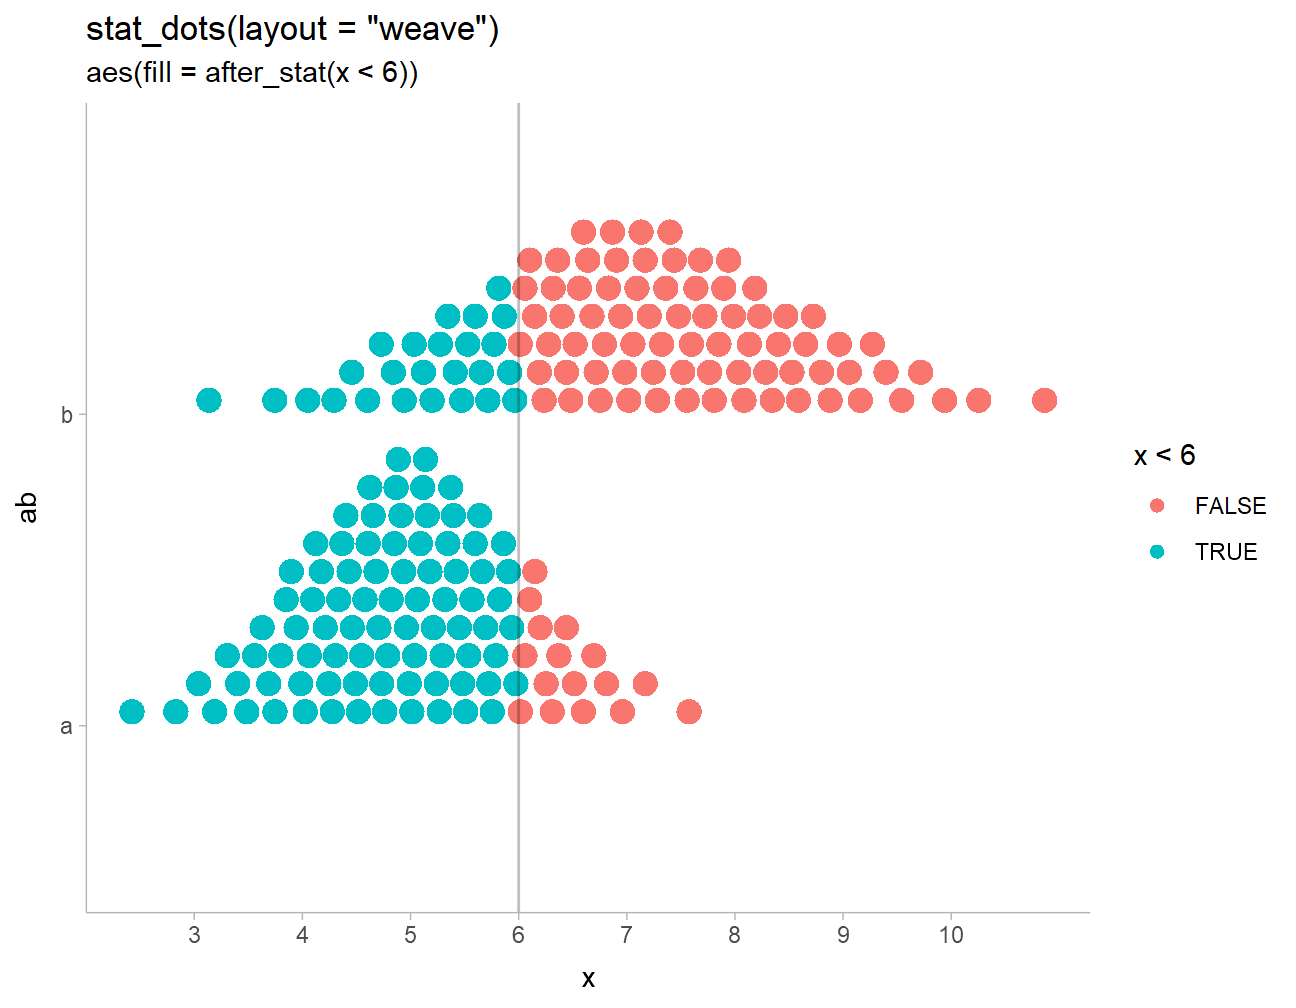 stat_dots(layout = "weave")
aes(fill = after_stat(x < 6))
b
a
ab
3 4 5 6 7 8 9 10
x
x < 6
FALSE
TRUE